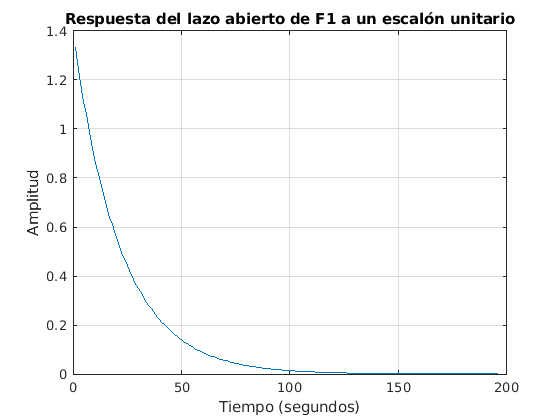 Respuesta del lazo abierto de F1 a un escalón unitario
1.4
1.2
1
0.8
0.6
0.4
0.2
0
Amplitud
0 50 100 150 200
Tiempo (segundos)